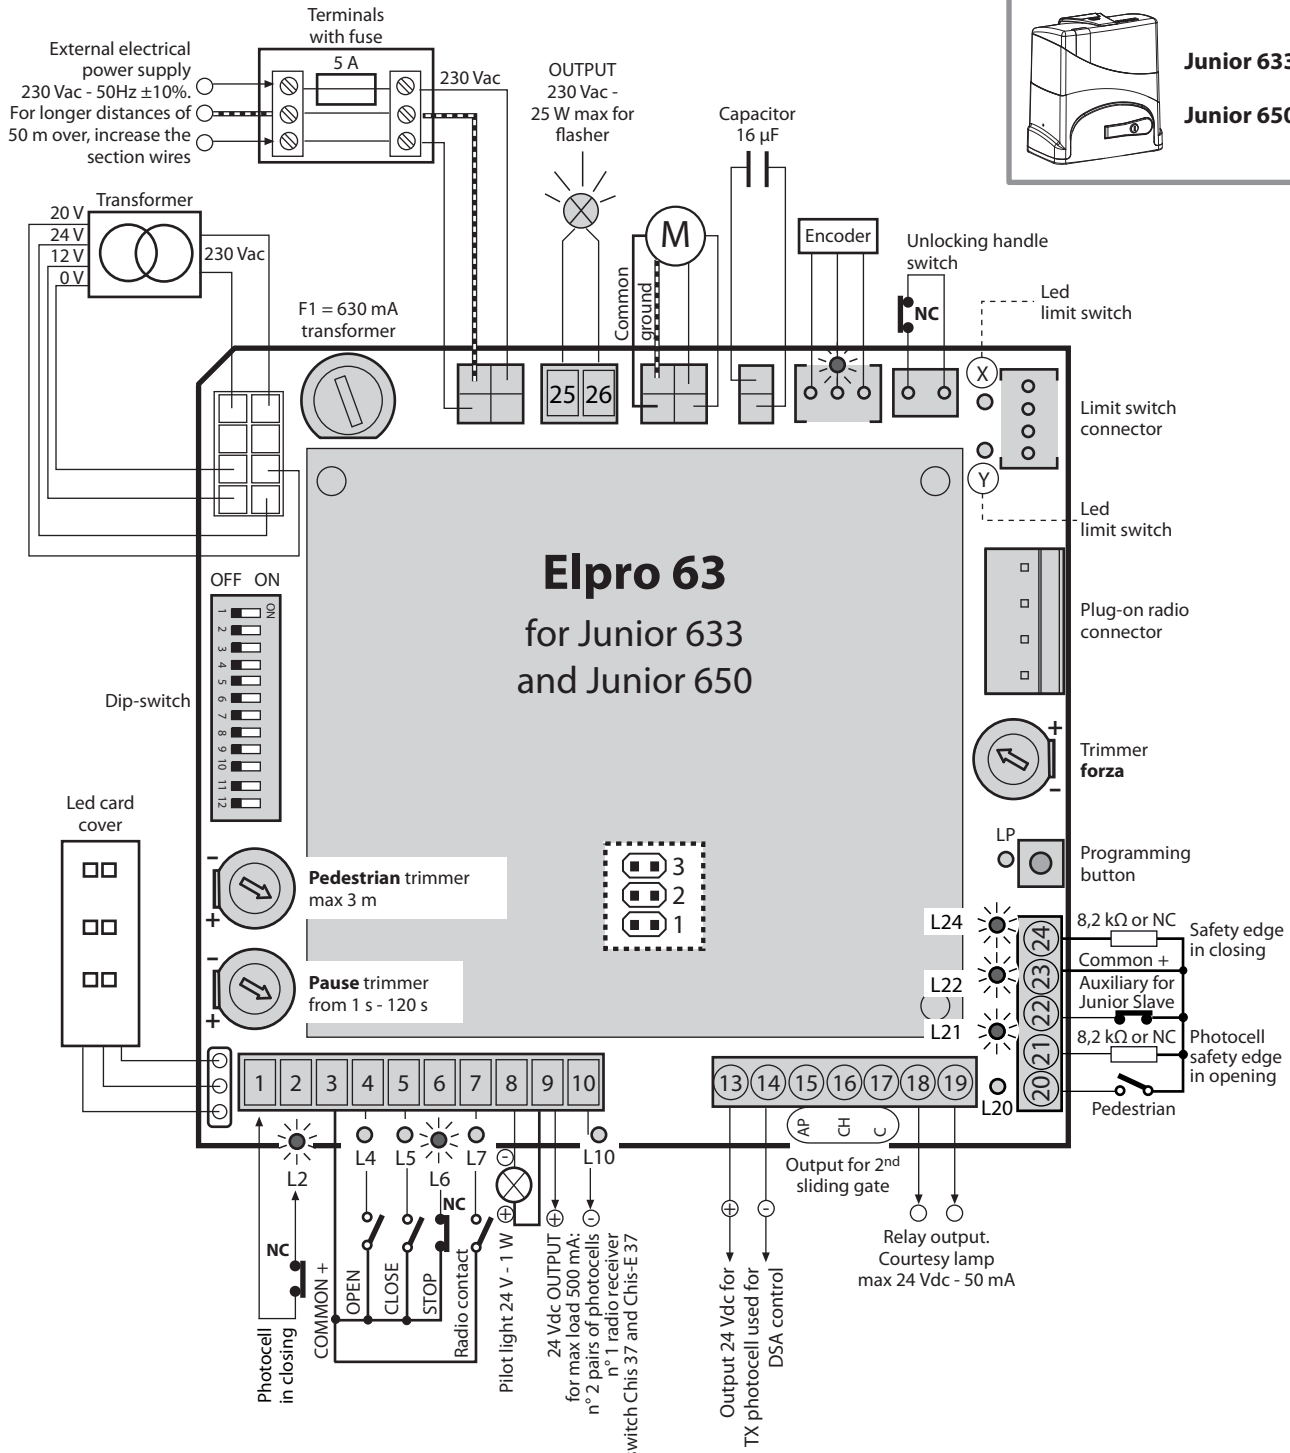 Terminals
with fuse
5 A
External electrical
power supply
230 Vac - 50Hz ±10%.
For longer distances of
50 m over, increase the
section wires
230 Vac
OUTPUT
230 Vac -
25 W max for
flasher
Capacitor
16 µF
Junior 633
Junior 650
Transformer
20 V
24 V
12 V
0 V
230 Vac
F1 = 630 mA
transformer
M
Common
ground
Encoder
Unlocking handle
switch
NC
Led
limit switch
X
25 26
Limit switch
connector
Y
Led
limit switch
Elpro 63
for Junior 633
and Junior 650
OFF ON
ON
1
2
3
4
5
6
7
8
9
10
11
12
Dip-switch
Plug-on radio
connector
+
-
Trimmer
forza
Led card
cover
-
+
Pedestrian trimmer
max 3 m
-
+
Pause trimmer
from 1 s - 120 s
3
2
1
LP
Programming
button
L24
L22
L21
L20
24
23
22
21
20
8,2 kΩ or NC
Safety edge
in closing
Common +
Auxiliary for
Junior Slave
8,2 kΩ or NC
Photocell
safety edge
in opening
Pedestrian
1 2 3 4 5 6 7 8 9 10
13 14 15 16 17 18 19
AP CH C
Output for 2nd
sliding gate
Relay output.
Courtesy lamp
max 24 Vdc - 50 mA
L2
L4
L5
L6
L7
L10
NC
NC
- +
+ -
+ -
Photocell
in closing
COMMON +
OPEN
CLOSE
STOP
Radio contact
Pilot light 24 V - 1 W
24 Vdc OUTPUT
for max load 500 mA:
n° 2 pairs of photocells
n° 1 radio receiver
switch Chis 37 and Chis-E 37
Output 24 Vdc for
TX photocell used for
DSA control